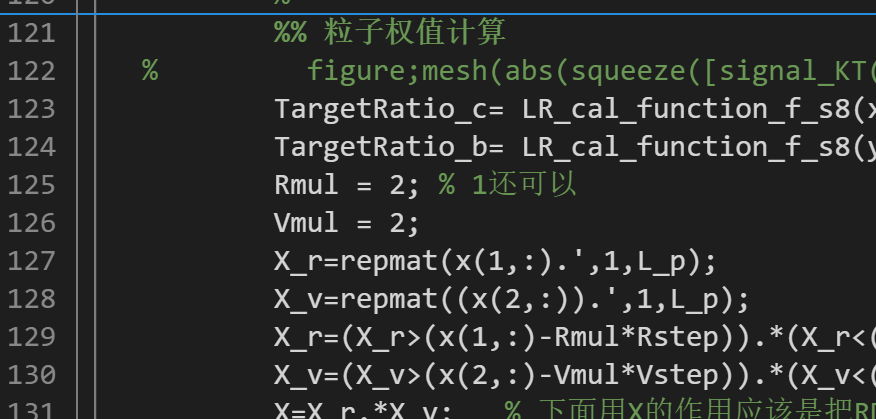 121 %% 粒子权值计算
122 % figure;mesh(abs(squeeze([signal_KT(
123 TargetRatio_c= LR_cal_function_f_s8(x
124 TargetRatio_b= LR_cal_function_f_s8(y
125 Rmul = 2; % 1还可以
126 Vmul = 2;
127 X_r=repmat(x(1,:).',1,L_p);
128 X_v=repmat((x(2,:)).',1,L_p);
129 X_r=(X_r>(x(1,:)-Rmul*Rstep)).*(X_r<(
130 X_v=(X_v>(x(2,:)-Vmul*Vstep)).*(X_v<(
131 X=X_r.*X_v; % 下面用X的作用应该是把R